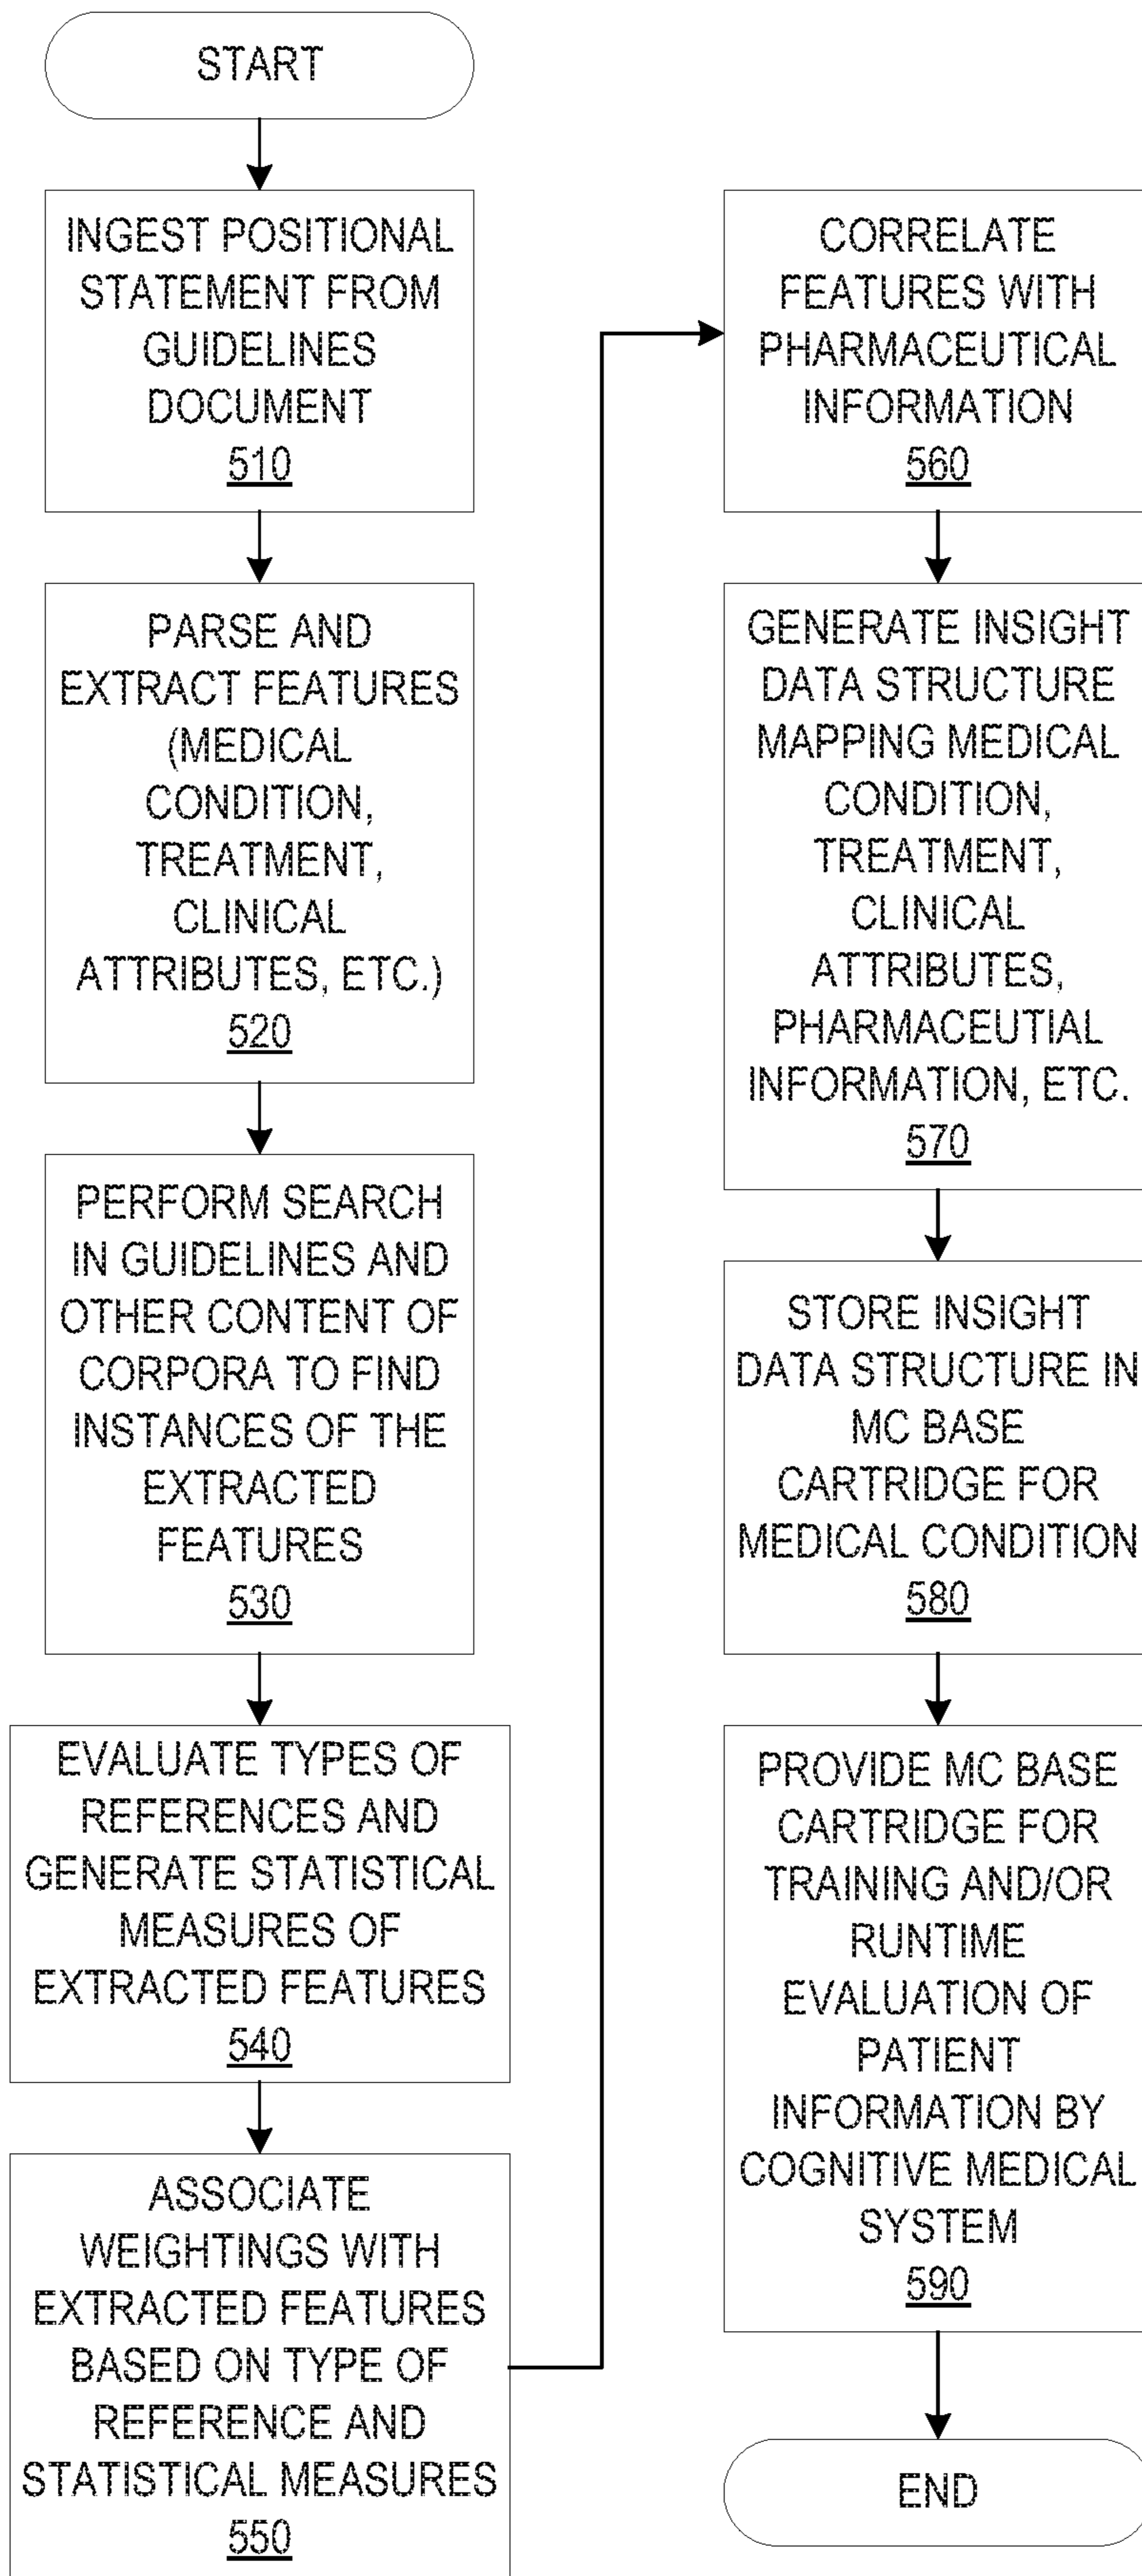 START
INGEST POSITIONAL
STATEMENT FROM
GUIDELINES
DOCUMENT
510
PARSE AND
EXTRACT FEATURES
(MEDICAL
CONDITION,
TREATMENT,
CLINICAL
ATTRIBUTES, ETC.)
520
PERFORM SEARCH
IN GUIDELINES AND
OTHER CONTENT OF
CORPORA TO FIND
INSTANCES OF THE
EXTRACTED
FEATURES
530
EVALUATE TYPES OF
REFERENCES AND
GENERATE STATISTICAL
MEASURES OF
EXTRACTED FEATURES
540
ASSOCIATE
WEIGHTINGS WITH
EXTRACTED FEATURES
BASED ON TYPE OF
REFERENCE AND
STATISTICAL MEASURES
550
CORRELATE
FEATURES WITH
PHARMACEUTICAL
INFORMATION
560
GENERATE INSIGHT
DATA STRUCTURE
MAPPING MEDICAL
CONDITION,
TREATMENT,
CLINICAL
ATTRIBUTES,
PHARMACEUTIAL
INFORMATION, ETC.
570
STORE INSIGHT
DATA STRUCTURE IN
MC BASE
CARTRIDGE FOR
MEDICAL CONDITION
580
PROVIDE MC BASE
CARTRIDGE FOR
TRAINING AND/OR
RUNTIME
EVALUATION OF
PATIENT
INFORMATION BY
COGNITIVE MEDICAL
SYSTEM
590
END